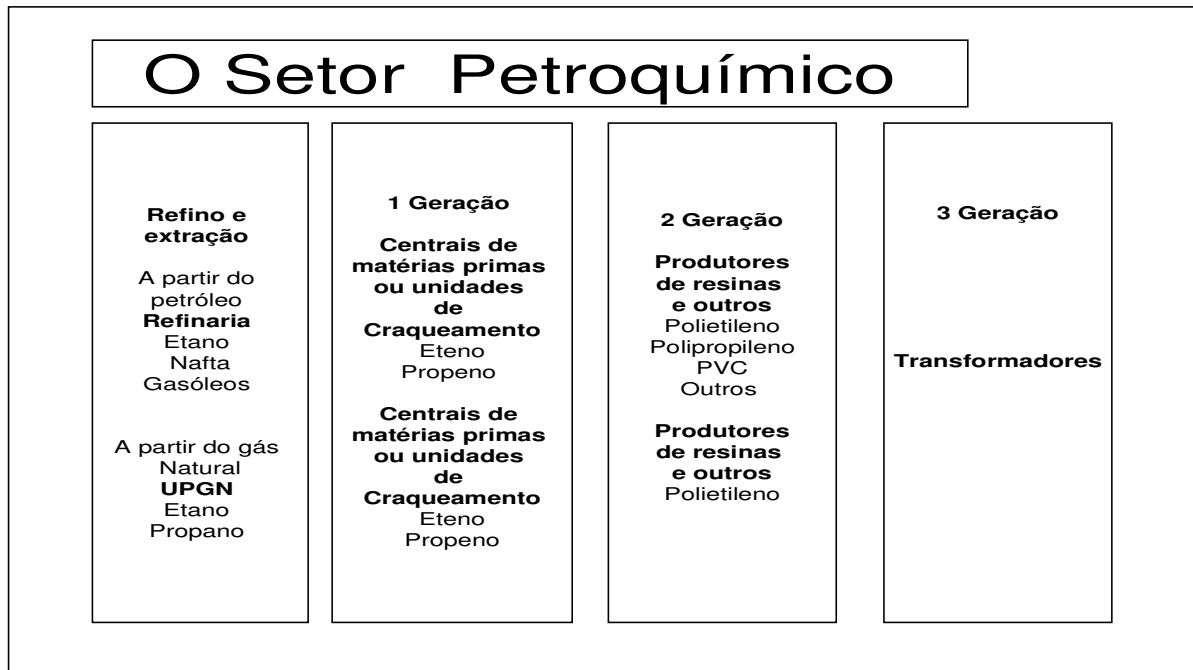 O Setor Petroquímico
Refino e
extração
A partir do
petróleo
Refinaria
Etano
Nafta
Gasóleos
A partir do gás
Natural
UPGN
Etano
Propano
1 Geração
Centrais de
matérias primas
ou unidades
de
Craqueamento
Eteno
Propeno
Centrais de
matérias primas
ou unidades
de
Craqueamento
Eteno
Propeno
2 Geração
Produtores
de resinas
e outros
Polietileno
Polipropileno
PVC
Outros
Produtores
de resinas
e outros
Polietileno
3 Geração
Transformadores